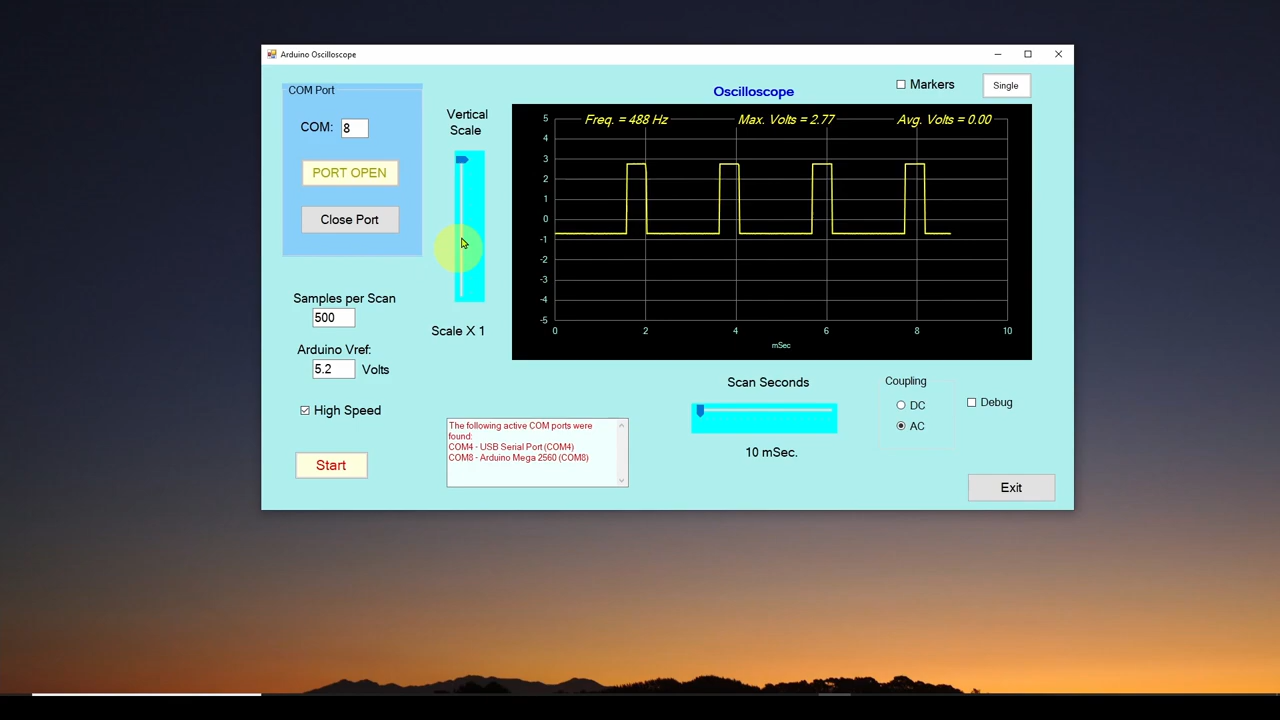 Arduino Oscilloscope
COM Port
COM: 8
PORT OPEN
Close Port
Vertical
Scale
Scale X 1
Samples per Scan
500
Arduino Vref:
5.2 Volts
High Speed
Start
Oscilloscope
Markers
Single
Freq. = 488 Hz Max. Volts = 2.77 Avg. Volts = 0.00
5
4
3
2
1
0
-1
-2
-3
-4
-5
0 2 4 6 8 10
mSec
The following active COM ports were
found:
COM4 - USB Serial Port (COM4)
COM8 - Arduino Mega 2560 (COM8)
Scan Seconds
10 mSec.
Coupling
DC
AC
Debug
Exit